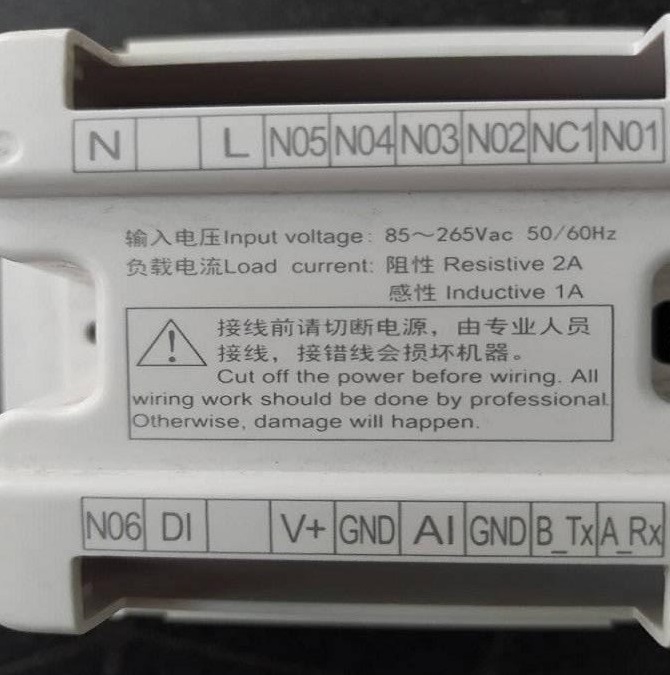 N L N05 N04 N03 N02 NC1 N01
输入电压Input voltage: 85～265Vac 50/60Hz
负载电流Load current: 阻性 Resistive 2A
感性 Inductive 1A
接线前请切断电源，由专业人员
接线，接错线会损坏机器。
Cut off the power before wiring. All
wiring work should be done by professional.
Otherwise, damage will happen.
N06 DI V+ GND AI GND B_Tx A_Rx